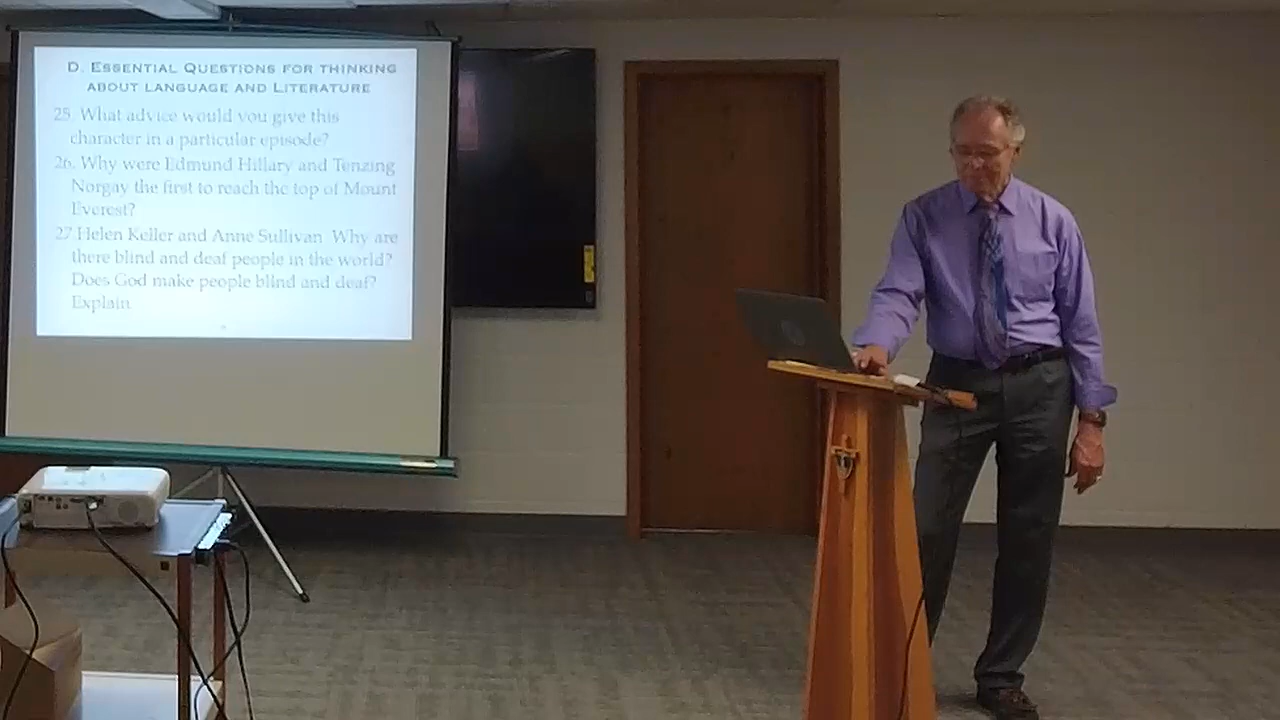 D. ESSENTIAL QUESTIONS FOR THINKING
ABOUT LANGUAGE AND LITERATURE
25. What advice would you give this
character in a particular episode?
26. Why were Edmund Hillary and Tenzing
Norgay the first to reach the top of Mount
Everest?
27 Helen Keller and Anne Sullivan Why are
there blind and deaf people in the world?
Does God make people blind and deaf?
Explain